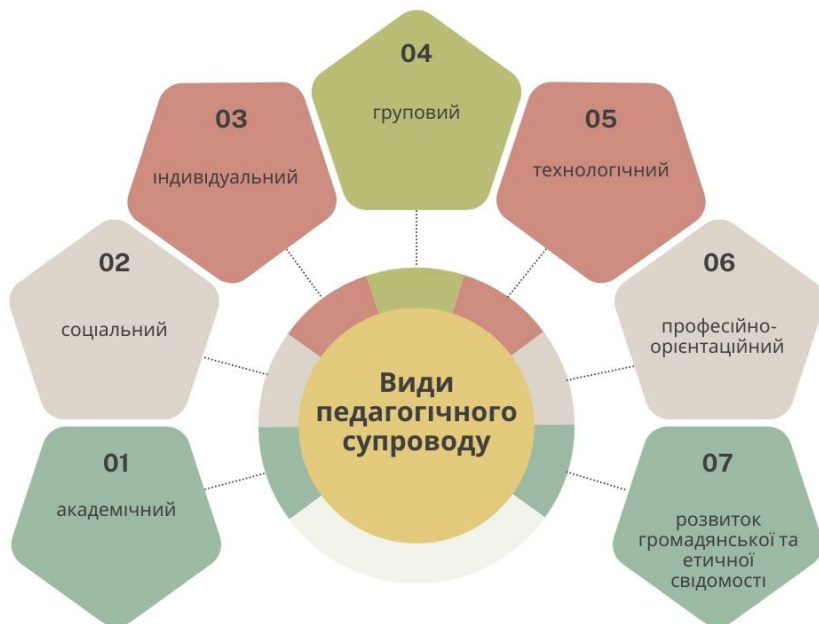 04
груповий
03
індивідуальний
05
технологічний
02
соціальний
06
професійно-
орієнтаційний
Види
педагогічного
супроводу
01
академічний
07
розвиток
громадянської та
етичної
свідомості